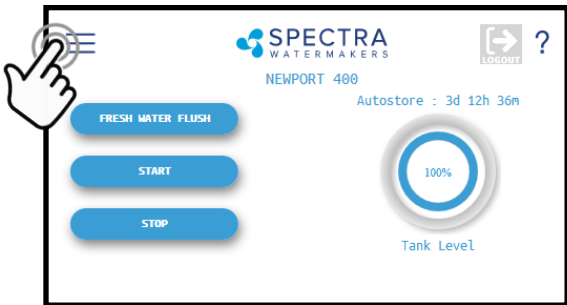 SPECTRA
WATERMAKERS
LOGOUT
?
NEWPORT 400
Autostore : 3d 12h 36m
FRESH WATER FLUSH
START
100%
STOP
Tank Level